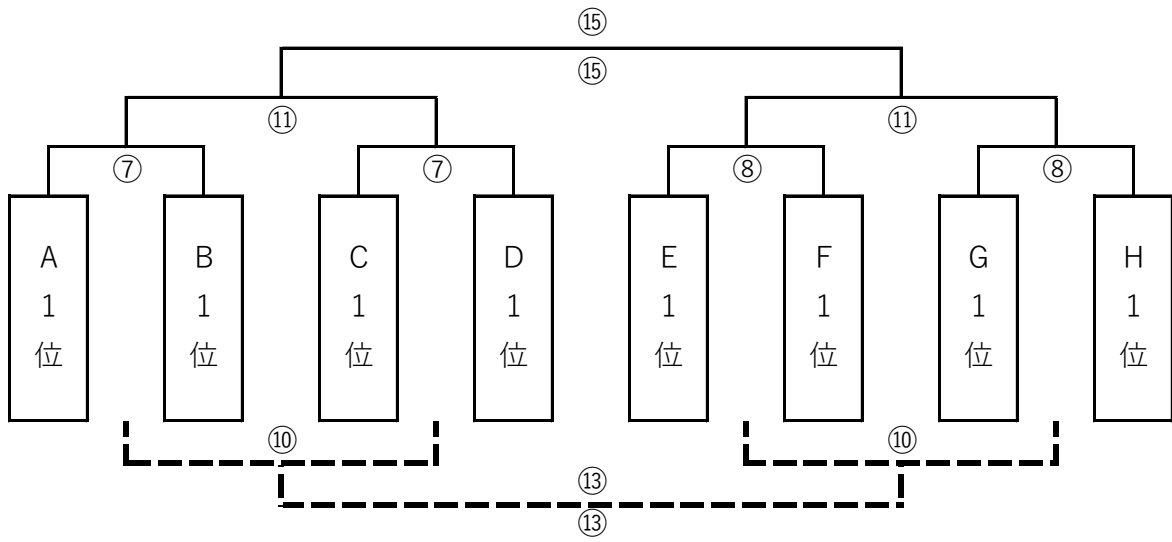 ⑮
⑮
⑪ ⑪
⑦ ⑦ ⑧ ⑧
A B C D E F G H
1 1 1 1 1 1 1 1
位 位 位 位 位 位 位 位
⑩ ⑩
⑬
⑬